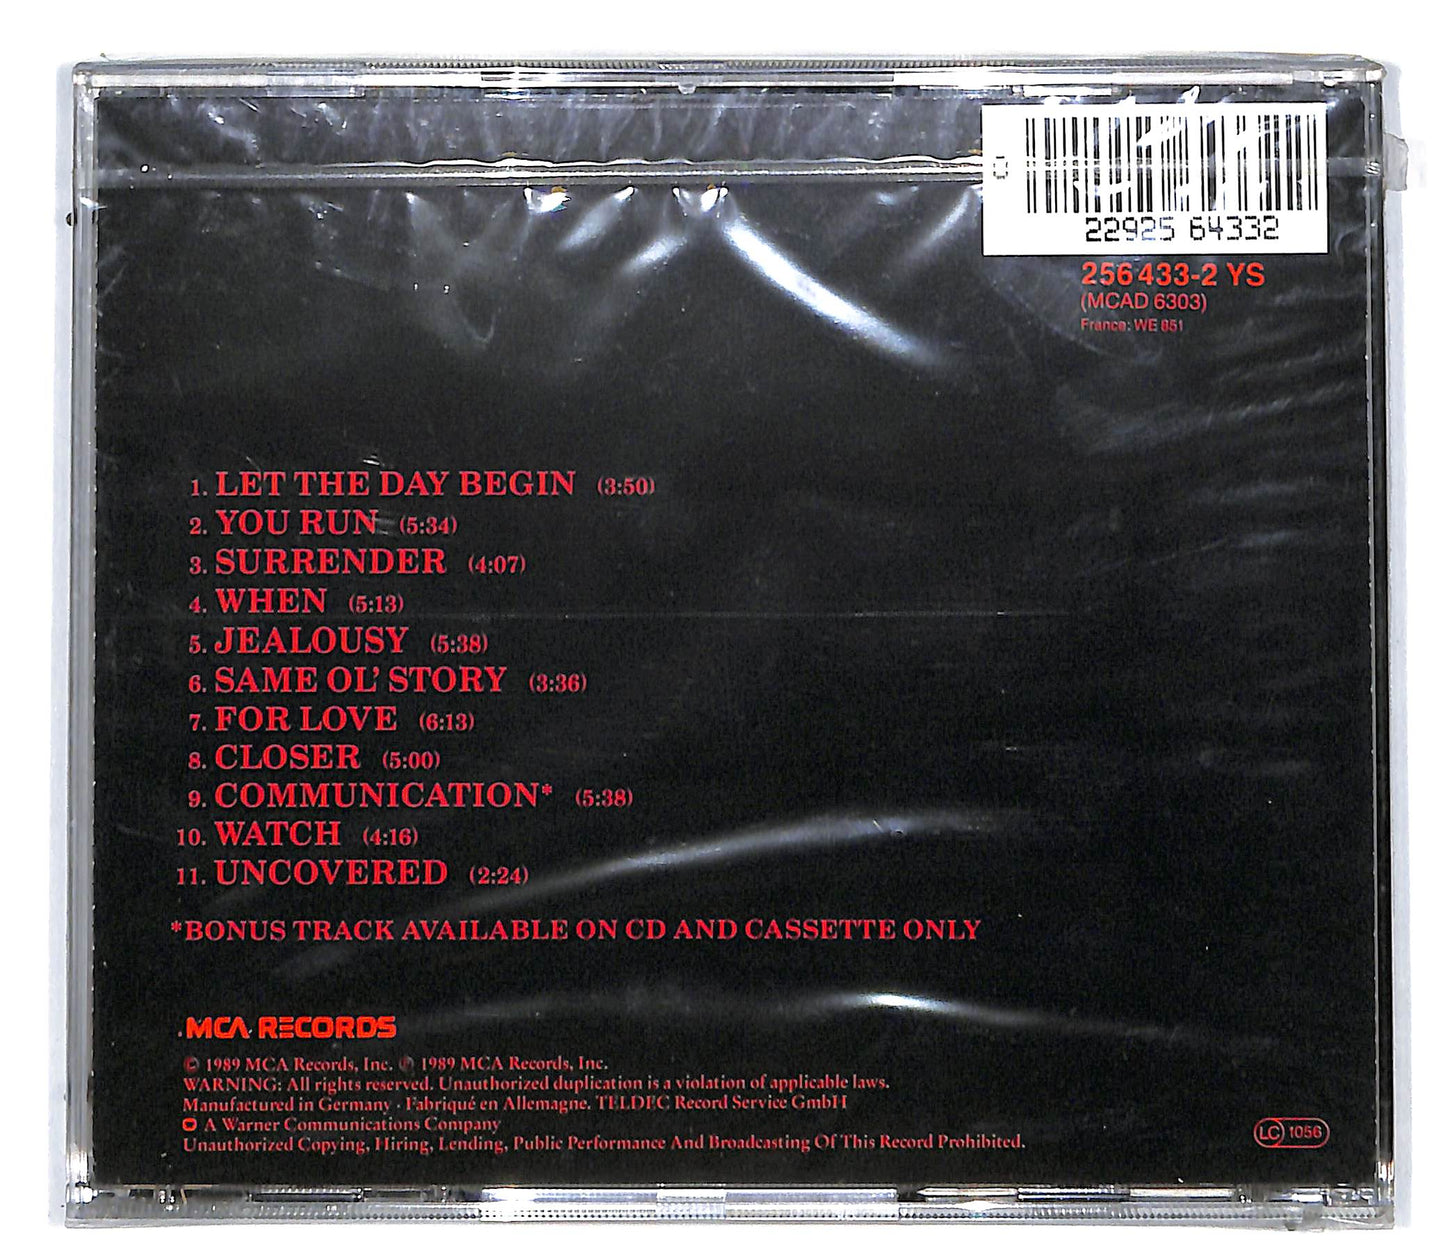 0
22925 64332
256 433-2 YS
(MCAD 6303)
France: WE 851
1. LET THE DAY BEGIN (3:50)
2. YOU RUN (5:34)
3. SURRENDER (4:07)
4. WHEN (5:13)
5. JEALOUSY (5:38)
6. SAME OL' STORY (3:36)
7. FOR LOVE (6:13)
8. CLOSER (5:00)
9. COMMUNICATION* (5:38)
10. WATCH (4:16)
11. UNCOVERED (2:24)
*BONUS TRACK AVAILABLE ON CD AND CASSETTE ONLY
MCA RECORDS
© 1989 MCA Records, Inc. ℗ 1989 MCA Records, Inc.
WARNING: All rights reserved. Unauthorized duplication is a violation of applicable laws.
Manufactured in Germany · Fabriqué en Allemagne. TELDEC Record Service GmbH
A Warner Communications Company
Unauthorized Copying, Hiring, Lending, Public Performance And Broadcasting Of This Record Prohibited.
LC 1056